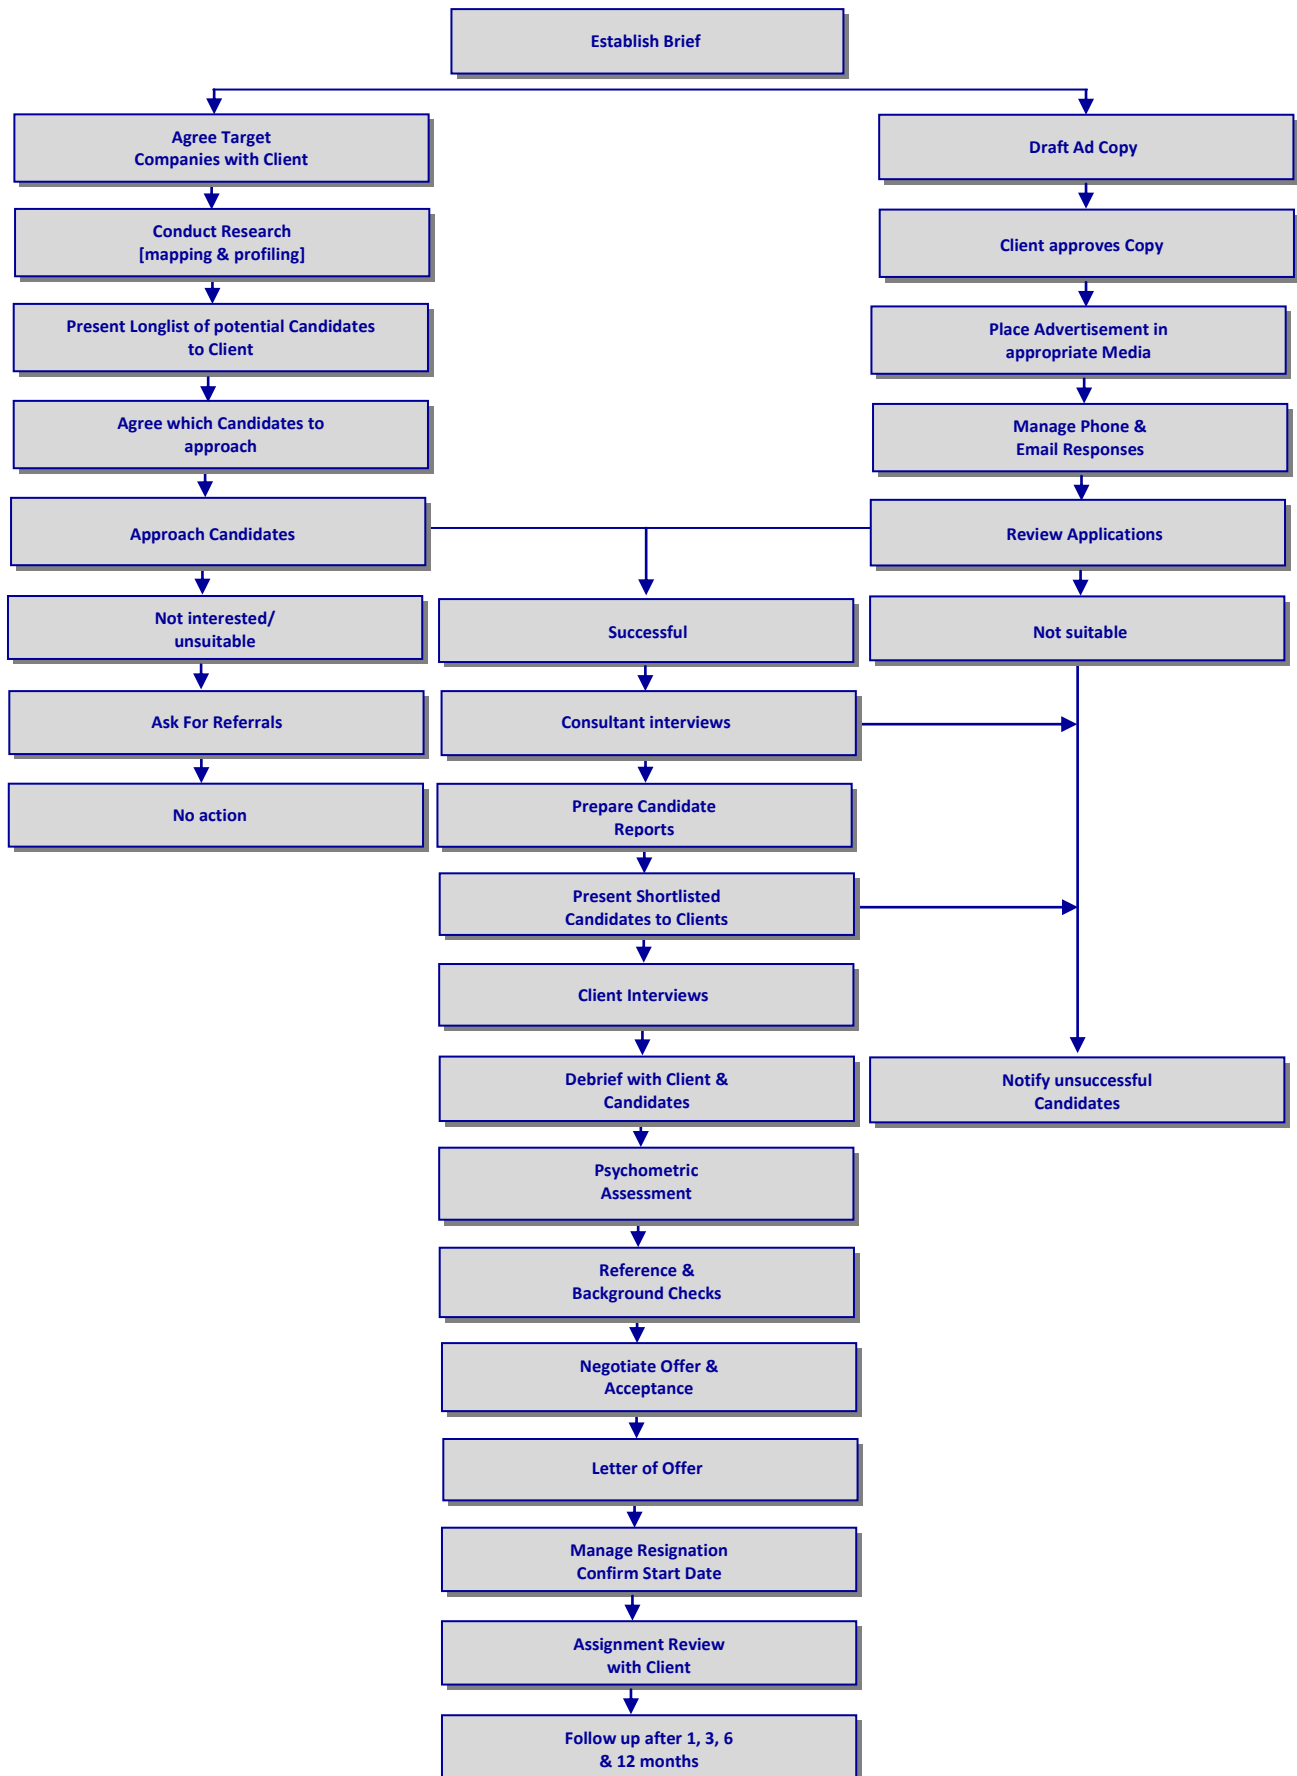 Establish Brief
Agree Target
Companies with Client
Draft Ad Copy
Conduct Research
[mapping & profiling]
Client approves Copy
Present Longlist of potential Candidates
to Client
Place Advertisement in
appropriate Media
Agree which Candidates to
approach
Manage Phone &
Email Responses
Approach Candidates
Review Applications
Not interested/
unsuitable
Successful
Not suitable
Ask For Referrals
Consultant interviews
No action
Prepare Candidate
Reports
Present Shortlisted
Candidates to Clients
Client Interviews
Debrief with Client &
Candidates
Notify unsuccessful
Candidates
Psychometric
Assessment
Reference &
Background Checks
Negotiate Offer &
Acceptance
Letter of Offer
Manage Resignation
Confirm Start Date
Assignment Review
with Client
Follow up after 1, 3, 6
& 12 months